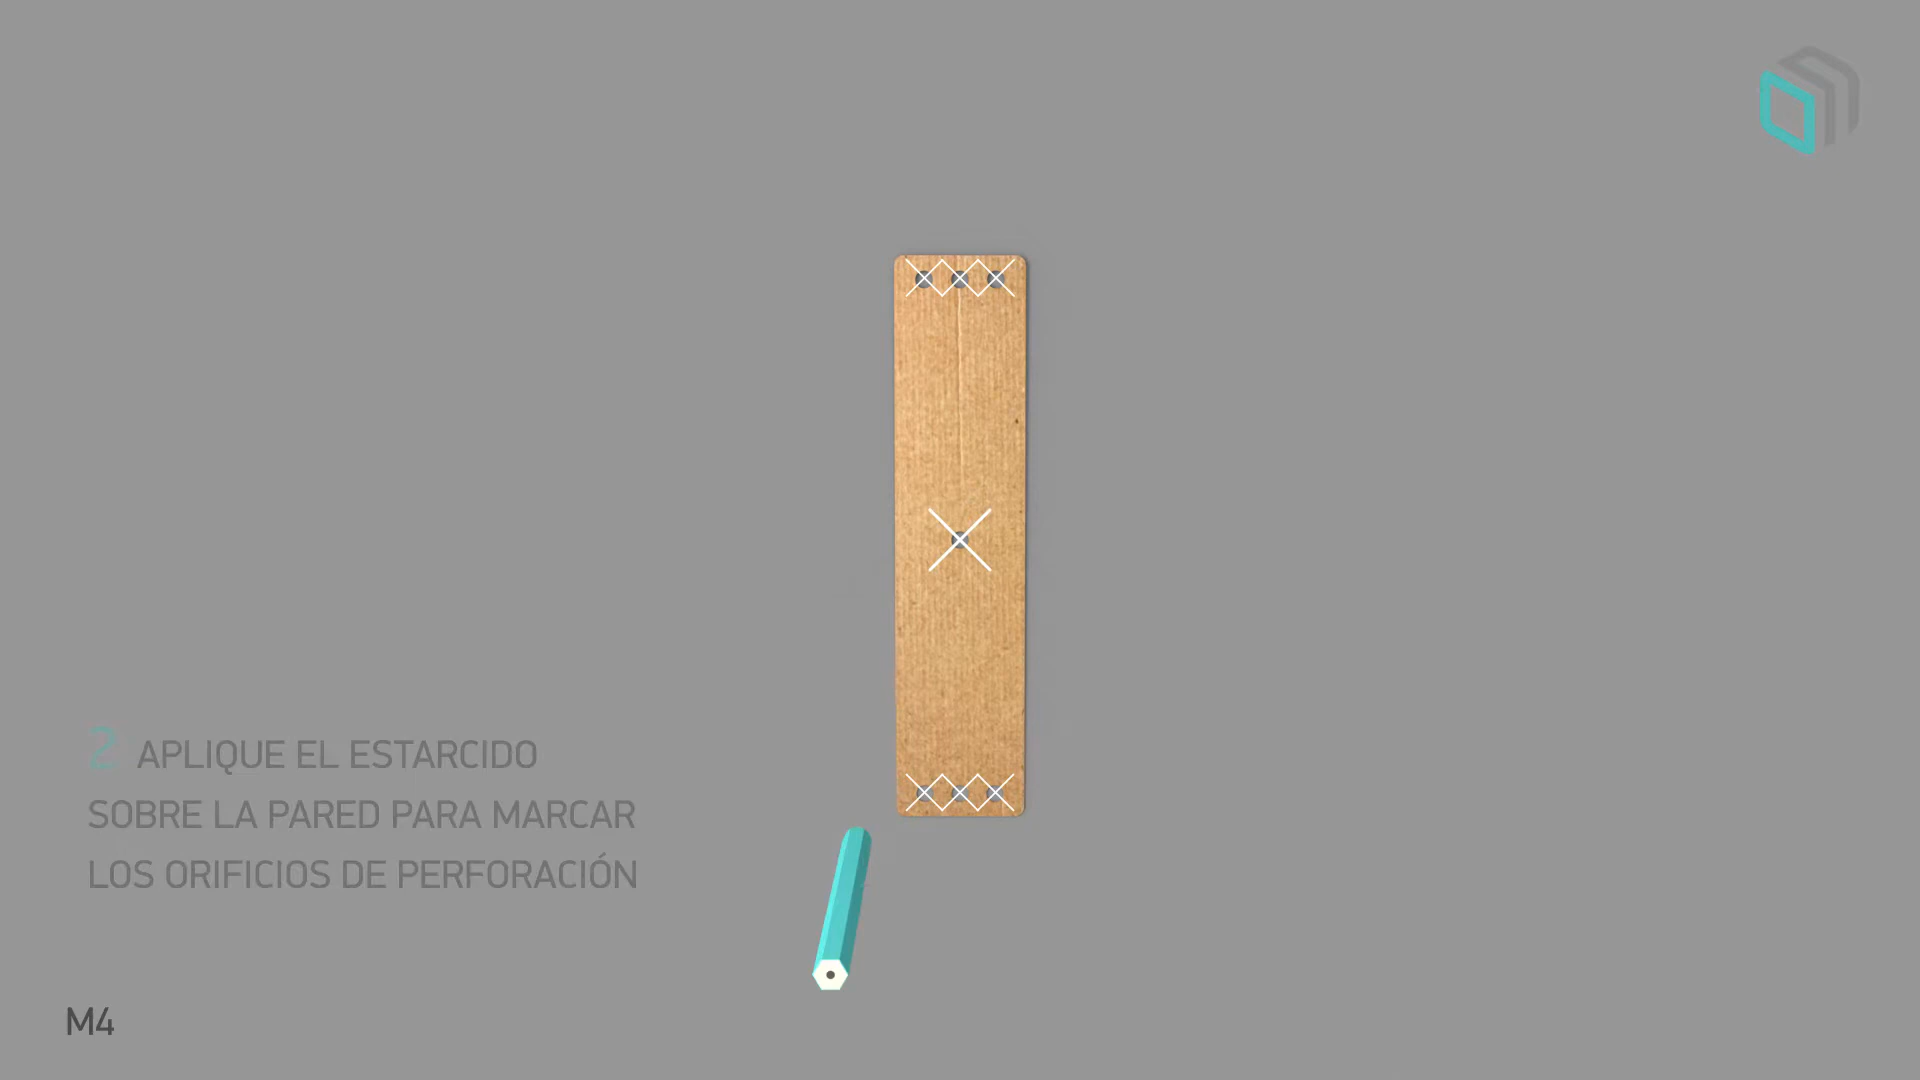 2 APLIQUE EL ESTARCIDO
SOBRE LA PARED PARA MARCAR
LOS ORIFICIOS DE PERFORACIÓN
M4